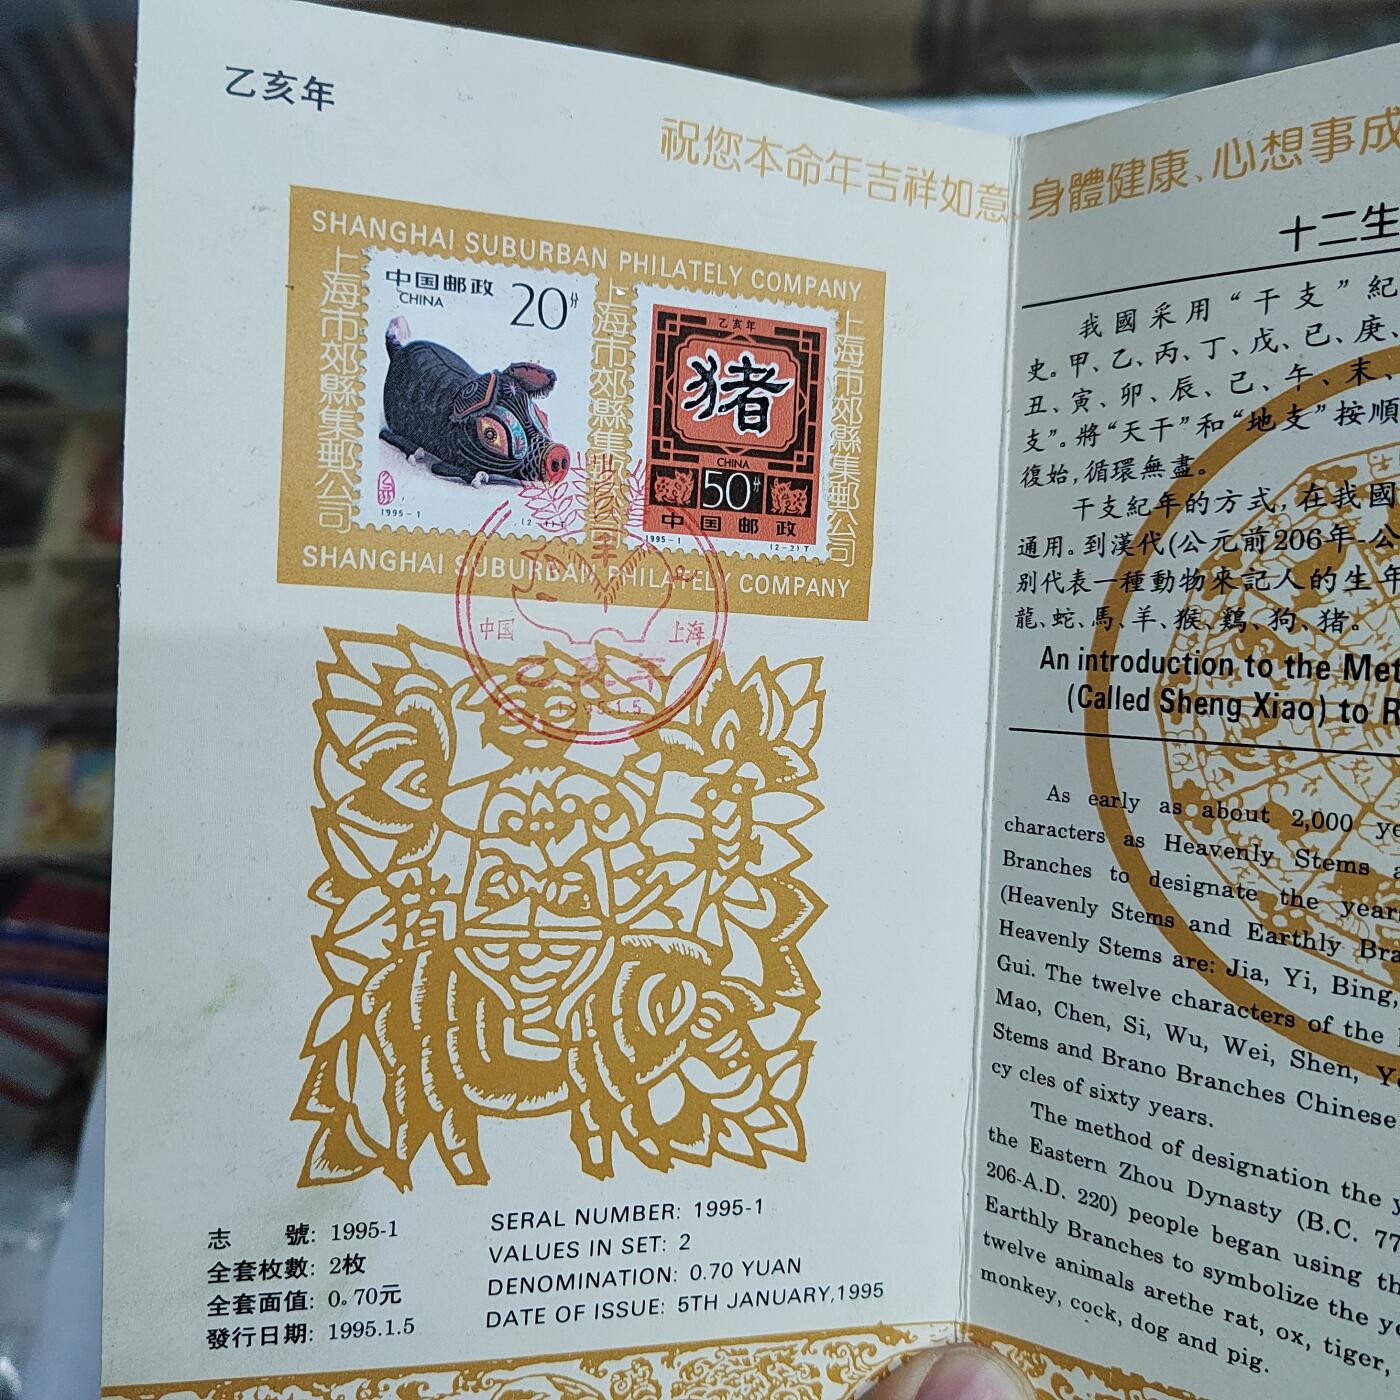 乙亥年
祝您本命年吉祥如意、身體健康、心想事成
SHANGHAI SUBURBAN PHILATELY COMPANY
上海市郊縣集郵公司
中国邮政
CHINA
20分
1995-1
(2-1)T
上海市郊縣集郵公司
乙亥年
猪
CHINA
50分
中国邮政
1995-1
(2-2)T
上海市郊縣集郵公司
SHANGHAI SUBURBAN PHILATELY COMPANY
中国
上海
乙亥年
1995.1.5
志 號: 1995-1
全套枚數: 2枚
全套面值: 0.70元
發行日期: 1995.1.5
SERAL NUMBER: 1995-1
VALUES IN SET: 2
DENOMINATION: 0.70 YUAN
DATE OF ISSUE: 5TH JANUARY,1995
十二生
我國采用“干支”紀
史。甲、乙、丙、丁、戊、已、庚、
丑、寅、卯、辰、己、午、末、
支”。將“天干”和“地支”按順
復始,循環無盡。
干支紀年的方式,在我國
通用。到漢代(公元前206年-公
别代表一種動物來記人的生年
龍、蛇、馬、羊、猴、鷄、狗、猪。
An introduction to the Met
(Called Sheng Xiao) to R
As early as about 2,000 ye
characters as Heavenly Stems a
Branches to designate the year
(Heavenly Stems and Earthly Bra
Heavenly Stems are: Jia, Yi, Bing,
Gui. The twelve characters of the
Mao, Chen, Si, Wu, Wei, Shen, Y
Stems and Brano Branches Chinese
cy cles of sixty years.
The method of designation the y
the Eastern Zhou Dynasty (B.C. 77
206-A.D. 220) people began using th
Earthly Branches to symbolize the ye
twelve animals arethe rat, ox, tiger,
monkey, cock, dog and pig.